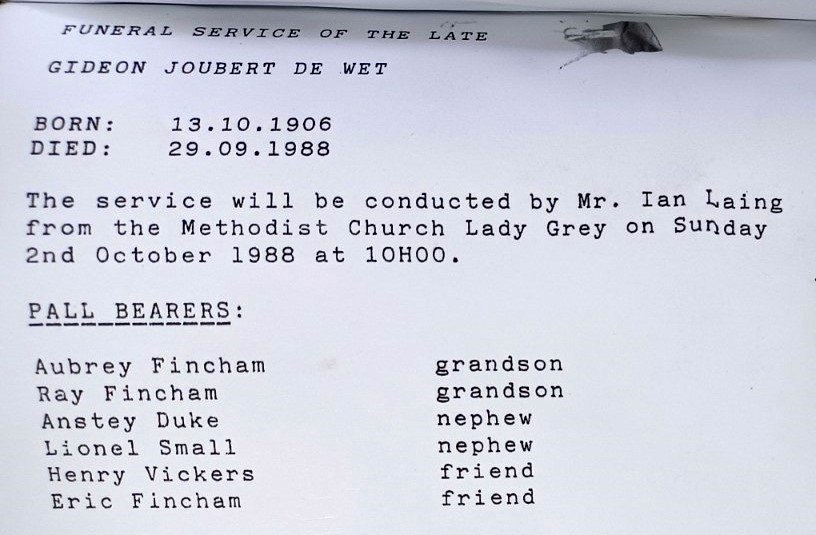 FUNERAL SERVICE OF THE LATE
GIDEON JOUBERT DE WET
BORN: 13.10.1906
DIED: 29.09.1988
The service will be conducted by Mr. Ian Laing
from the Methodist Church Lady Grey on Sunday
2nd October 1988 at 10H00.
PALL BEARERS:
Aubrey Fincham grandson
Ray Fincham grandson
Anstey Duke nephew
Lionel Small nephew
Henry Vickers friend
Eric Fincham friend